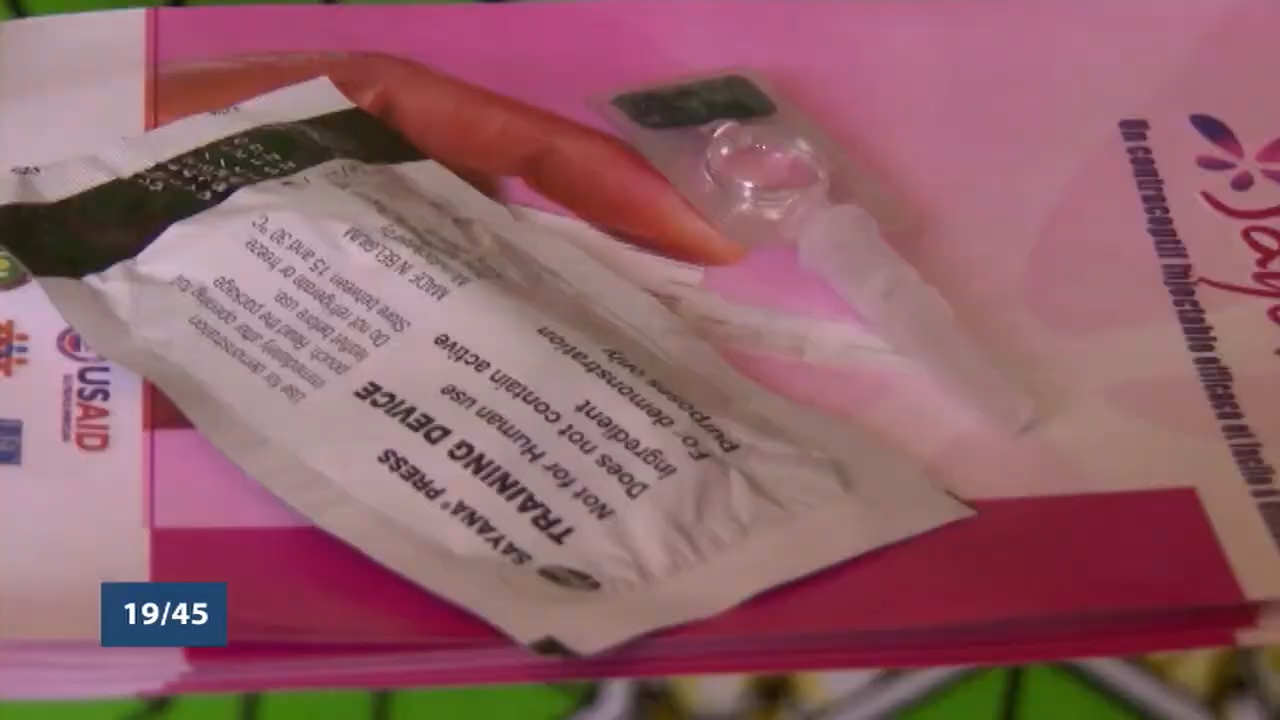 SAYANA® PRESS
TRAINING DEVICE
Not for Human use
Does not contain active
ingredient
For demonstration
purposes only
Use for demonstration
immediately after opening foil
pouch. Read the package
leaflet before use.
Do not refrigerate or freeze
Store between 15 and 30 °C
MADE IN BELGIUM
USAID
Un contraceptif injectable efficace et facile à
19/45